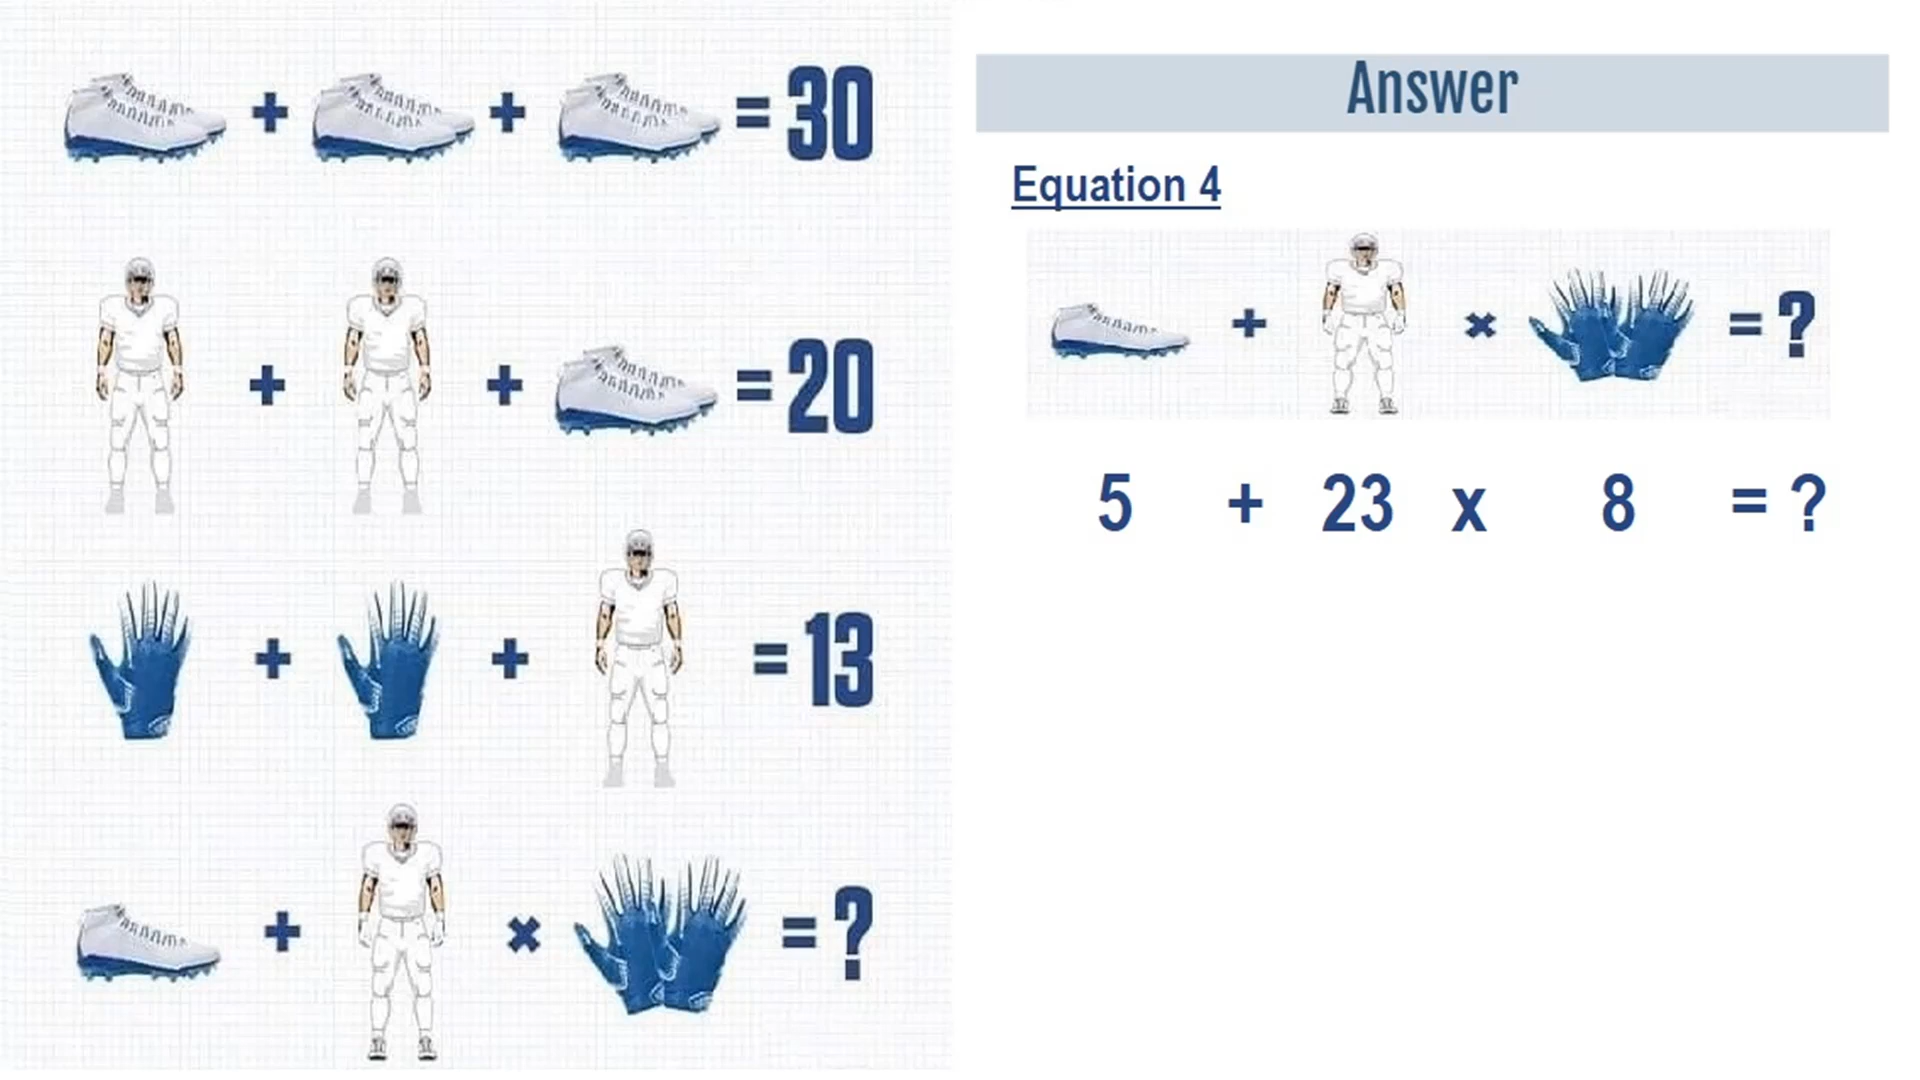 + + = 30
+ + = 20
+ + = 13
+ × = ?
Answer
Equation 4
+ × = ?
5 + 23 x 8 = ?